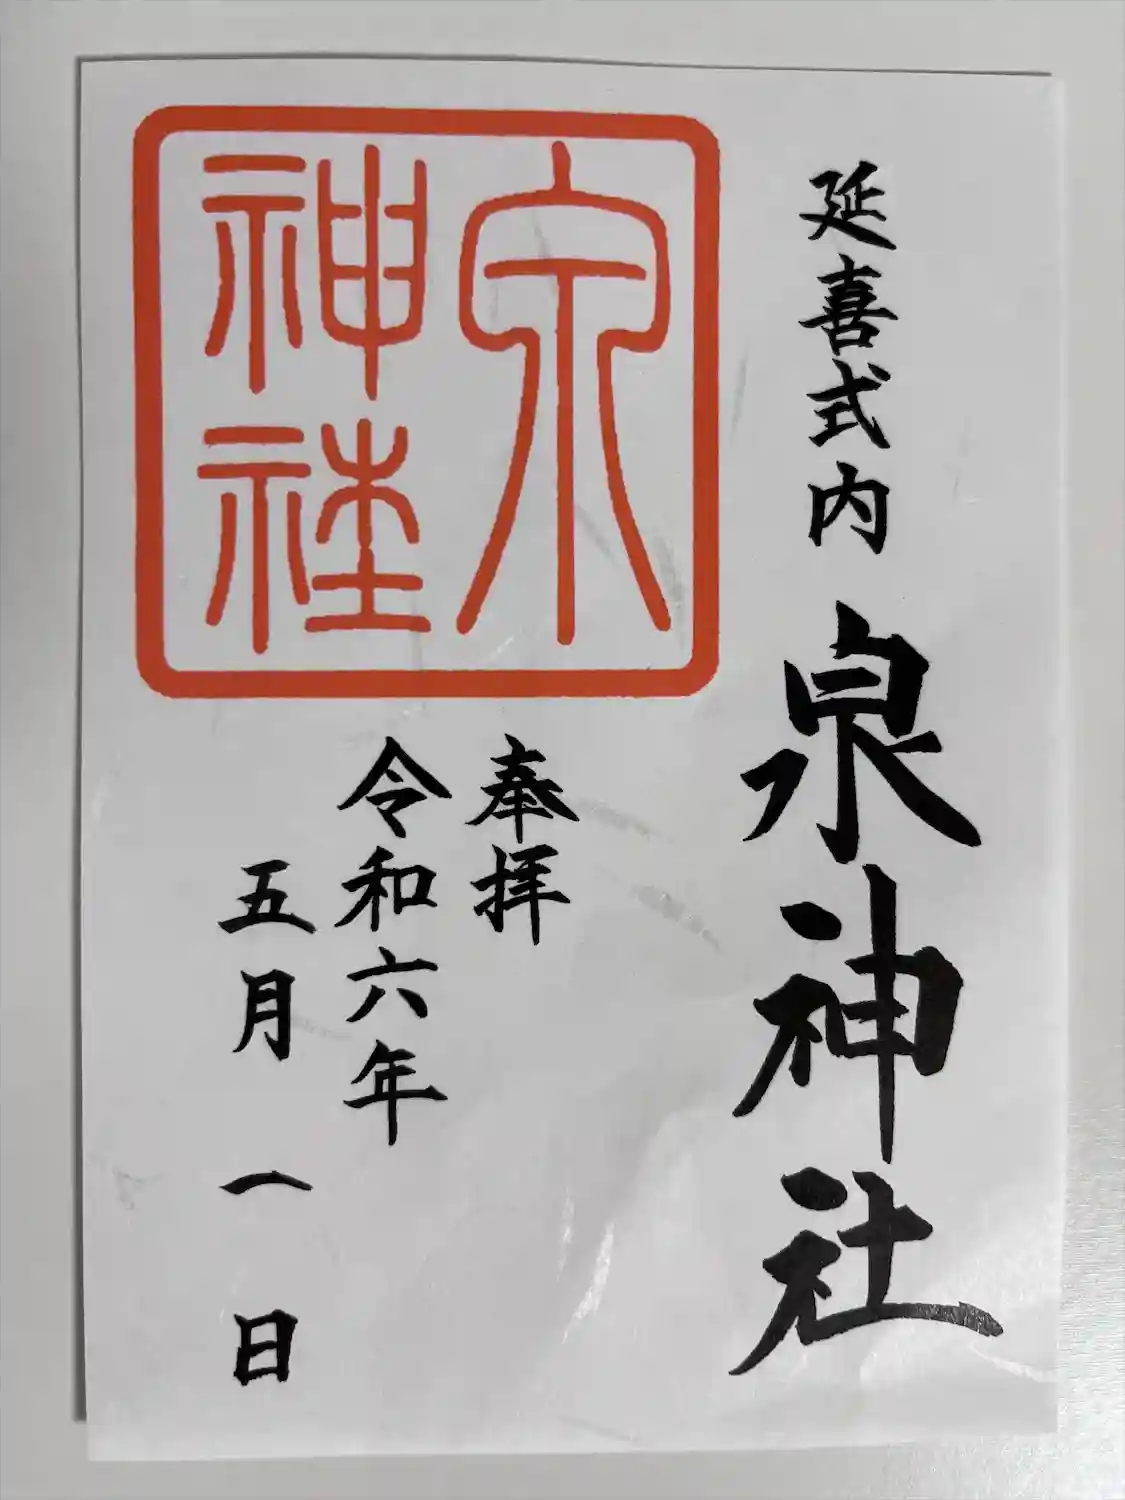 延喜式内 泉神社
泉
神社
奉拝
令和六年
五月一日